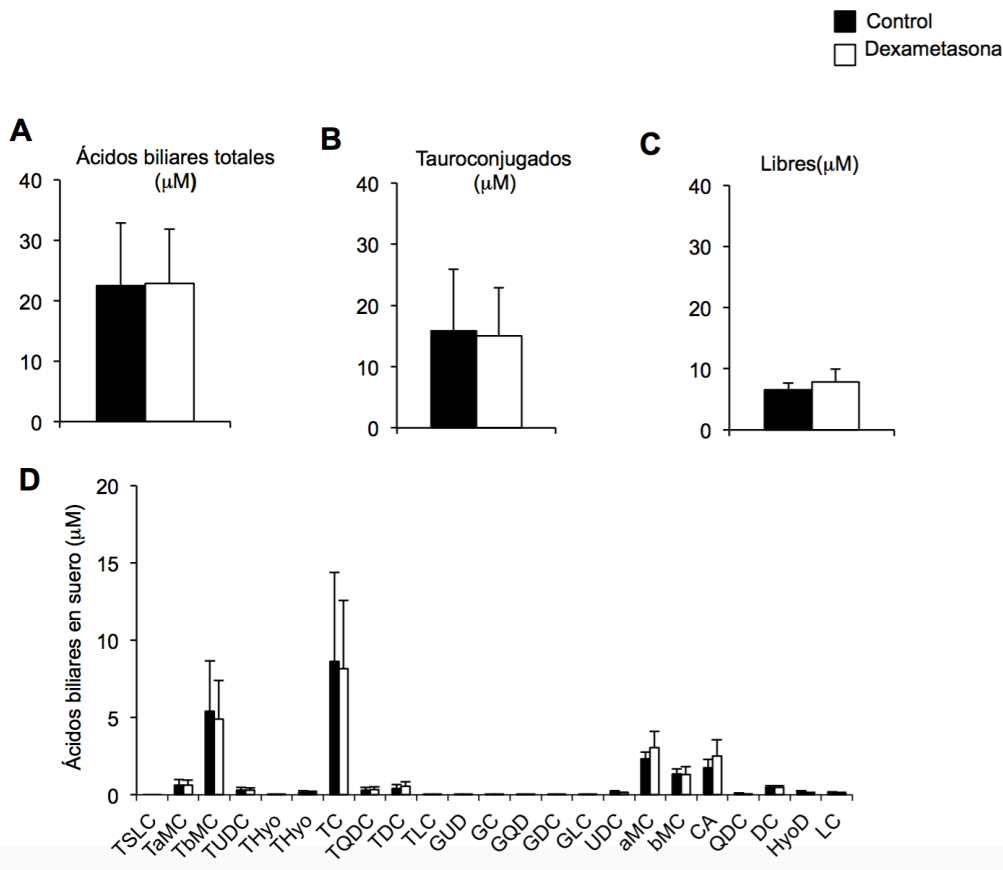 Control
Dexametasona
A
Ácidos biliares totales
(µM)
40
30
20
10
0
B
Tauroconjugados
(µM)
40
30
20
10
0
C
Libres(µM)
40
30
20
10
0
D
Ácidos biliares en suero (µM)
20
15
10
5
0
TSLC
TaMC
TbMC
TUDC
THyo
THyo
TC
TQDC
TDC
TLC
GUD
GC
GQD
GDC
GLC
UDC
aMC
bMC
CA
QDC
DC
HyoD
LC